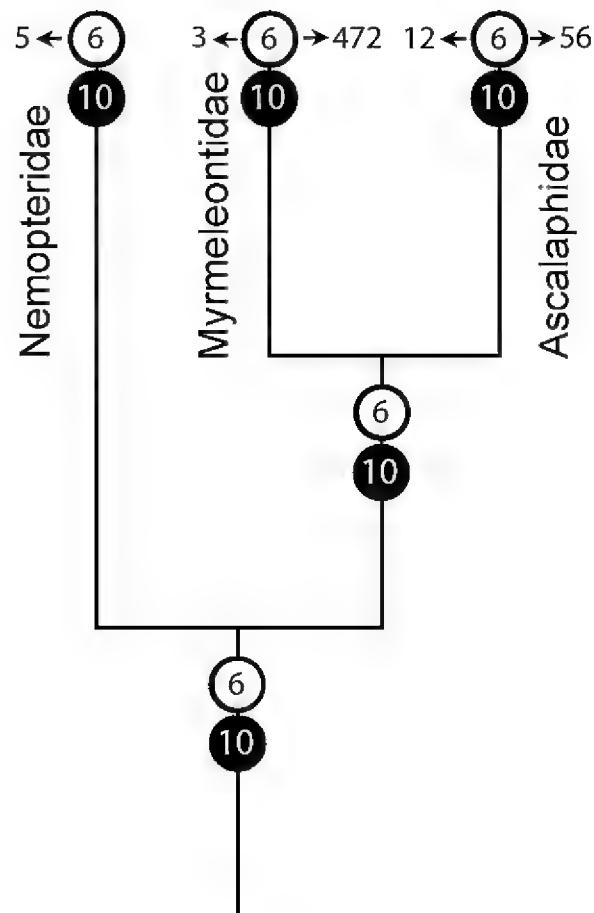 5 ← 6 3 ← 6 → 472 12 ← 6 → 56
10 10 10
Nemopteridae
Myrmeleontidae
Ascalaphidae
6
10
6
10